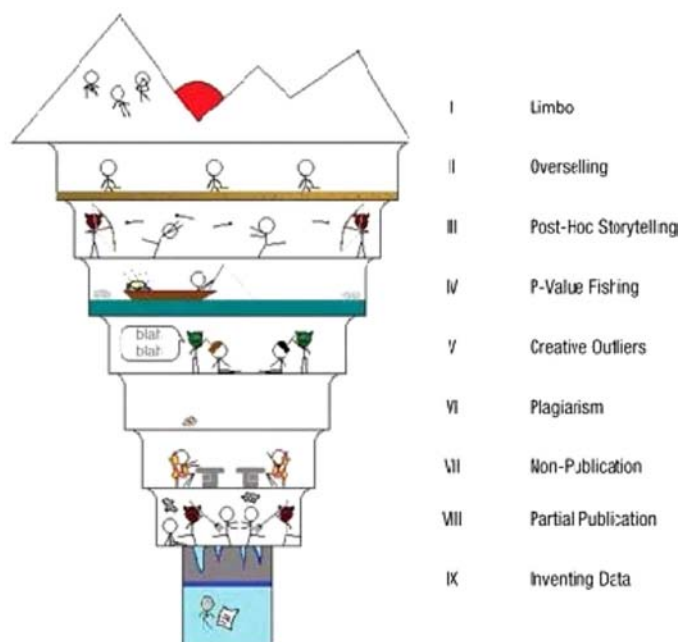 I Limbo
II Overselling
III Post-Hoc Storytelling
IV P-Value Fishing
blah
blah
V Creative Outliers
VI Plagiarism
VII Non-Publication
VIII Partial Publication
IX Inventing Data